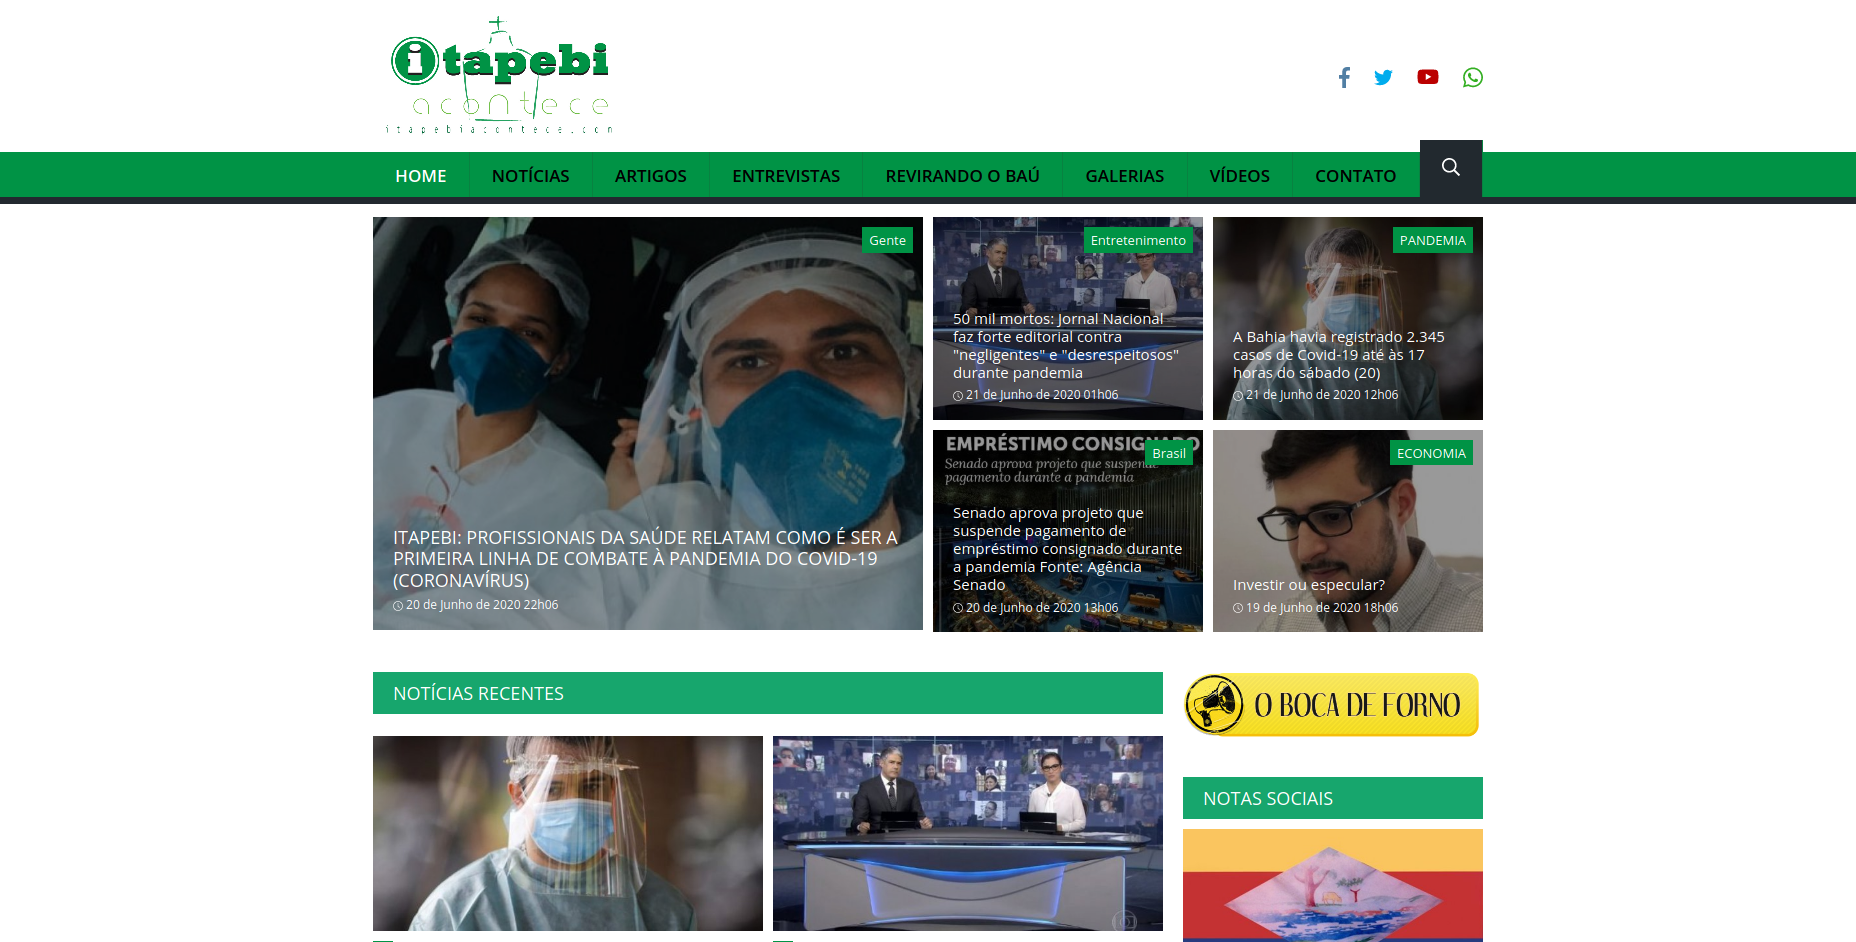 itapebi
acontece
itapebiacontece.com
HOME NOTÍCIAS ARTIGOS ENTREVISTAS REVIRANDO O BAÚ GALERIAS VÍDEOS CONTATO
Gente
ITAPEBI: PROFISSIONAIS DA SAÚDE RELATAM COMO É SER A
PRIMEIRA LINHA DE COMBATE À PANDEMIA DO COVID-19
(CORONAVÍRUS)
20 de Junho de 2020 22h06
Entretenimento
50 mil mortos: Jornal Nacional
faz forte editorial contra
"negligentes" e "desrespeitosos"
durante pandemia
21 de Junho de 2020 01h06
PANDEMIA
A Bahia havia registrado 2.345
casos de Covid-19 até às 17
horas do sábado (20)
21 de Junho de 2020 12h06
EMPRÉSTIMO CONSIGNADO
Brasil
Senado aprova projeto que suspende
pagamento durante a pandemia
Senado aprova projeto que
suspende pagamento de
empréstimo consignado durante
a pandemia Fonte: Agência
Senado
20 de Junho de 2020 13h06
ECONOMIA
Investir ou especular?
19 de Junho de 2020 18h06
NOTÍCIAS RECENTES
O BOCA DE FORNO
NOTAS SOCIAIS